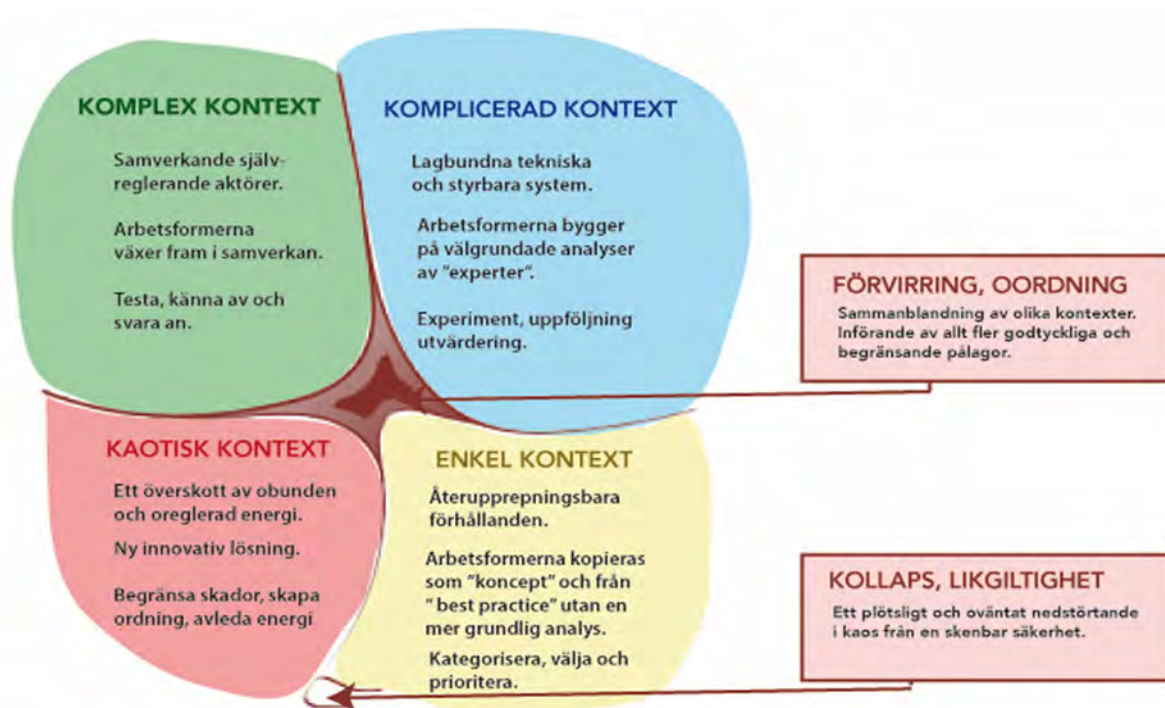 KOMPLEX KONTEXT
Samverkande själv-
reglerande aktörer.
Arbetsformerna
växer fram i samverkan.
Testa, känna av och
svara an.
KOMPLICERAD KONTEXT
Lagbundna tekniska
och styrbara system.
Arbetsformerna bygger
på välgrundade analyser
av "experter".
Experiment, uppföljning
utvärdering.
FÖRVIRRING, OORDNING
Sammanblandning av olika kontexter.
Införande av allt fler godtyckliga och
begränsande pålagor.
KAOTISK KONTEXT
Ett överskott av obunden
och oreglerad energi.
Ny innovativ lösning.
Begränsa skador, skapa
ordning, avleda energi
ENKEL KONTEXT
Återupprepningsbara
förhållanden.
Arbetsformerna kopieras
som "koncept" och från
" best practice" utan en
mer grundlig analys.
Kategorisera, välja och
prioritera.
KOLLAPS, LIKGILTIGHET
Ett plötsligt och oväntat nedstörtande
i kaos från en skenbar säkerhet.